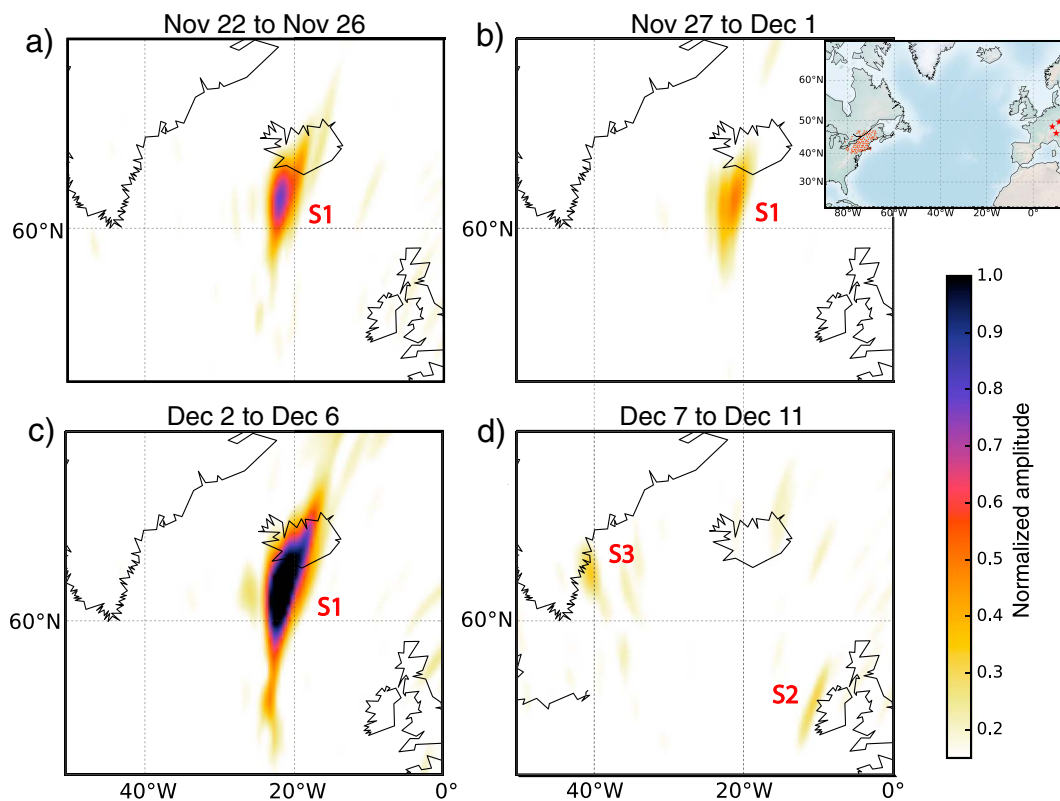 a)
Nov 22 to Nov 26
S1
60°N
b)
Nov 27 to Dec 1
S1
60°N
50°N
40°N
30°N
80°W
60°W
40°W
20°W
0°
c)
Dec 2 to Dec 6
S1
60°N
40°W
20°W
0°
d)
Dec 7 to Dec 11
S3
60°N
S2
40°W
20°W
0°
1.0
0.9
0.8
0.7
0.6
0.5
0.4
0.3
0.2
Normalized amplitude